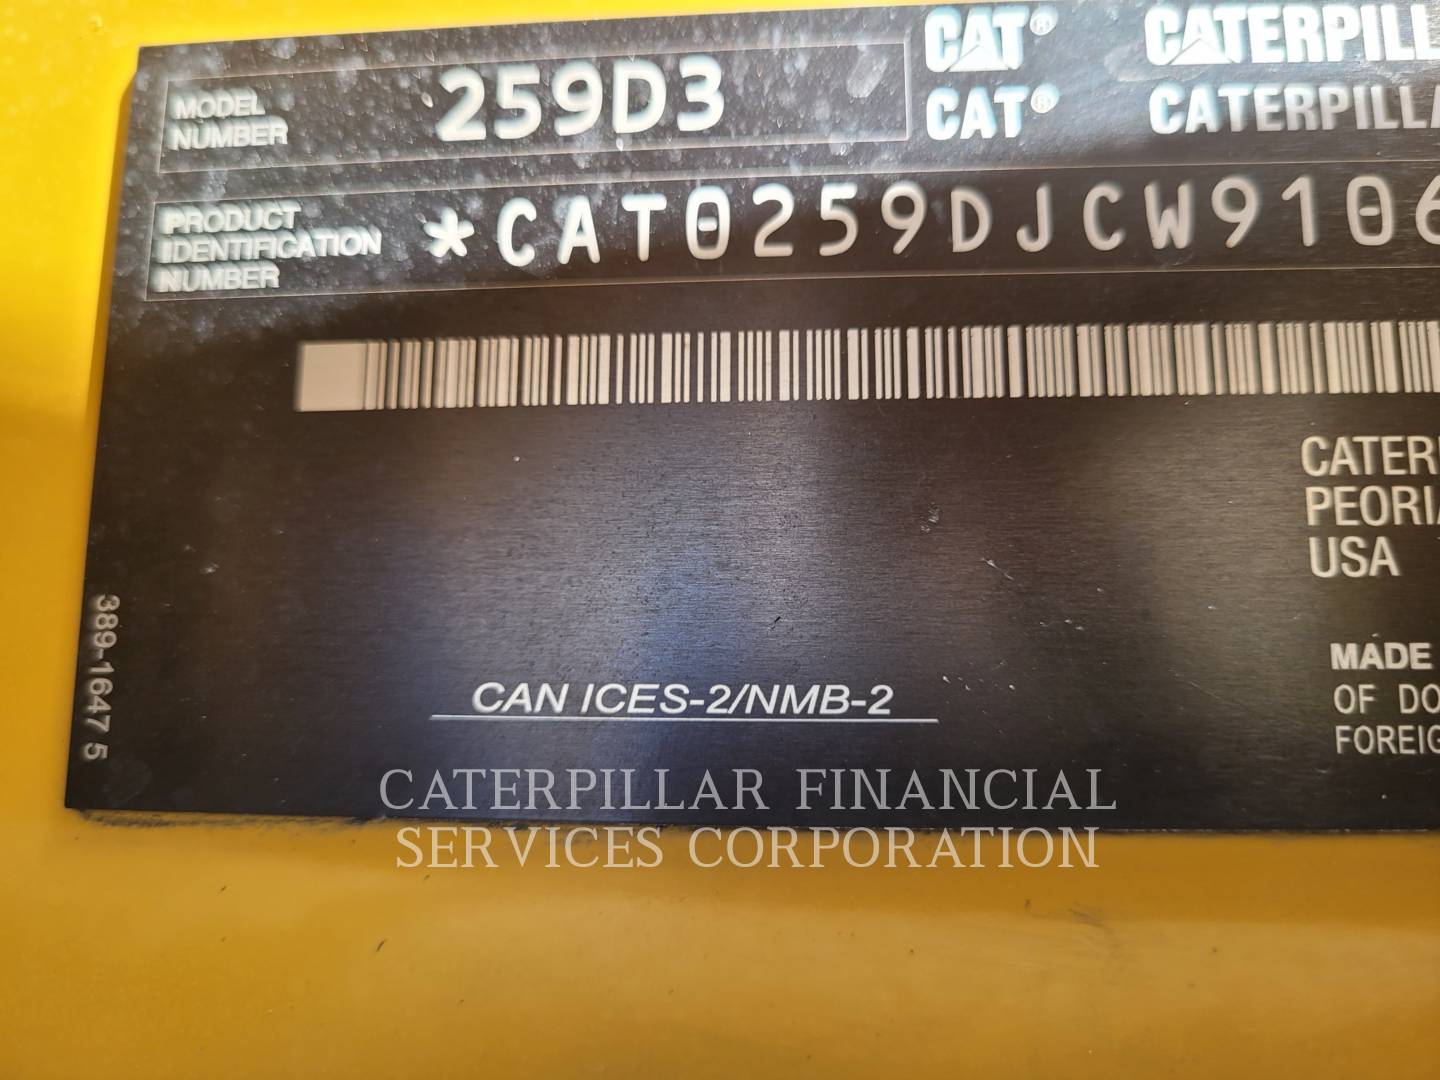 MODEL NUMBER 259D3
CAT® CATERPILL
CAT® CATERPILLA
PRODUCT IDENTIFICATION NUMBER *CAT0259DJCW9106
CATER
PEORIA
USA
MADE
OF DO
FOREIG
389-1647 5
CAN ICES-2/NMB-2
CATERPILLAR FINANCIAL
SERVICES CORPORATION